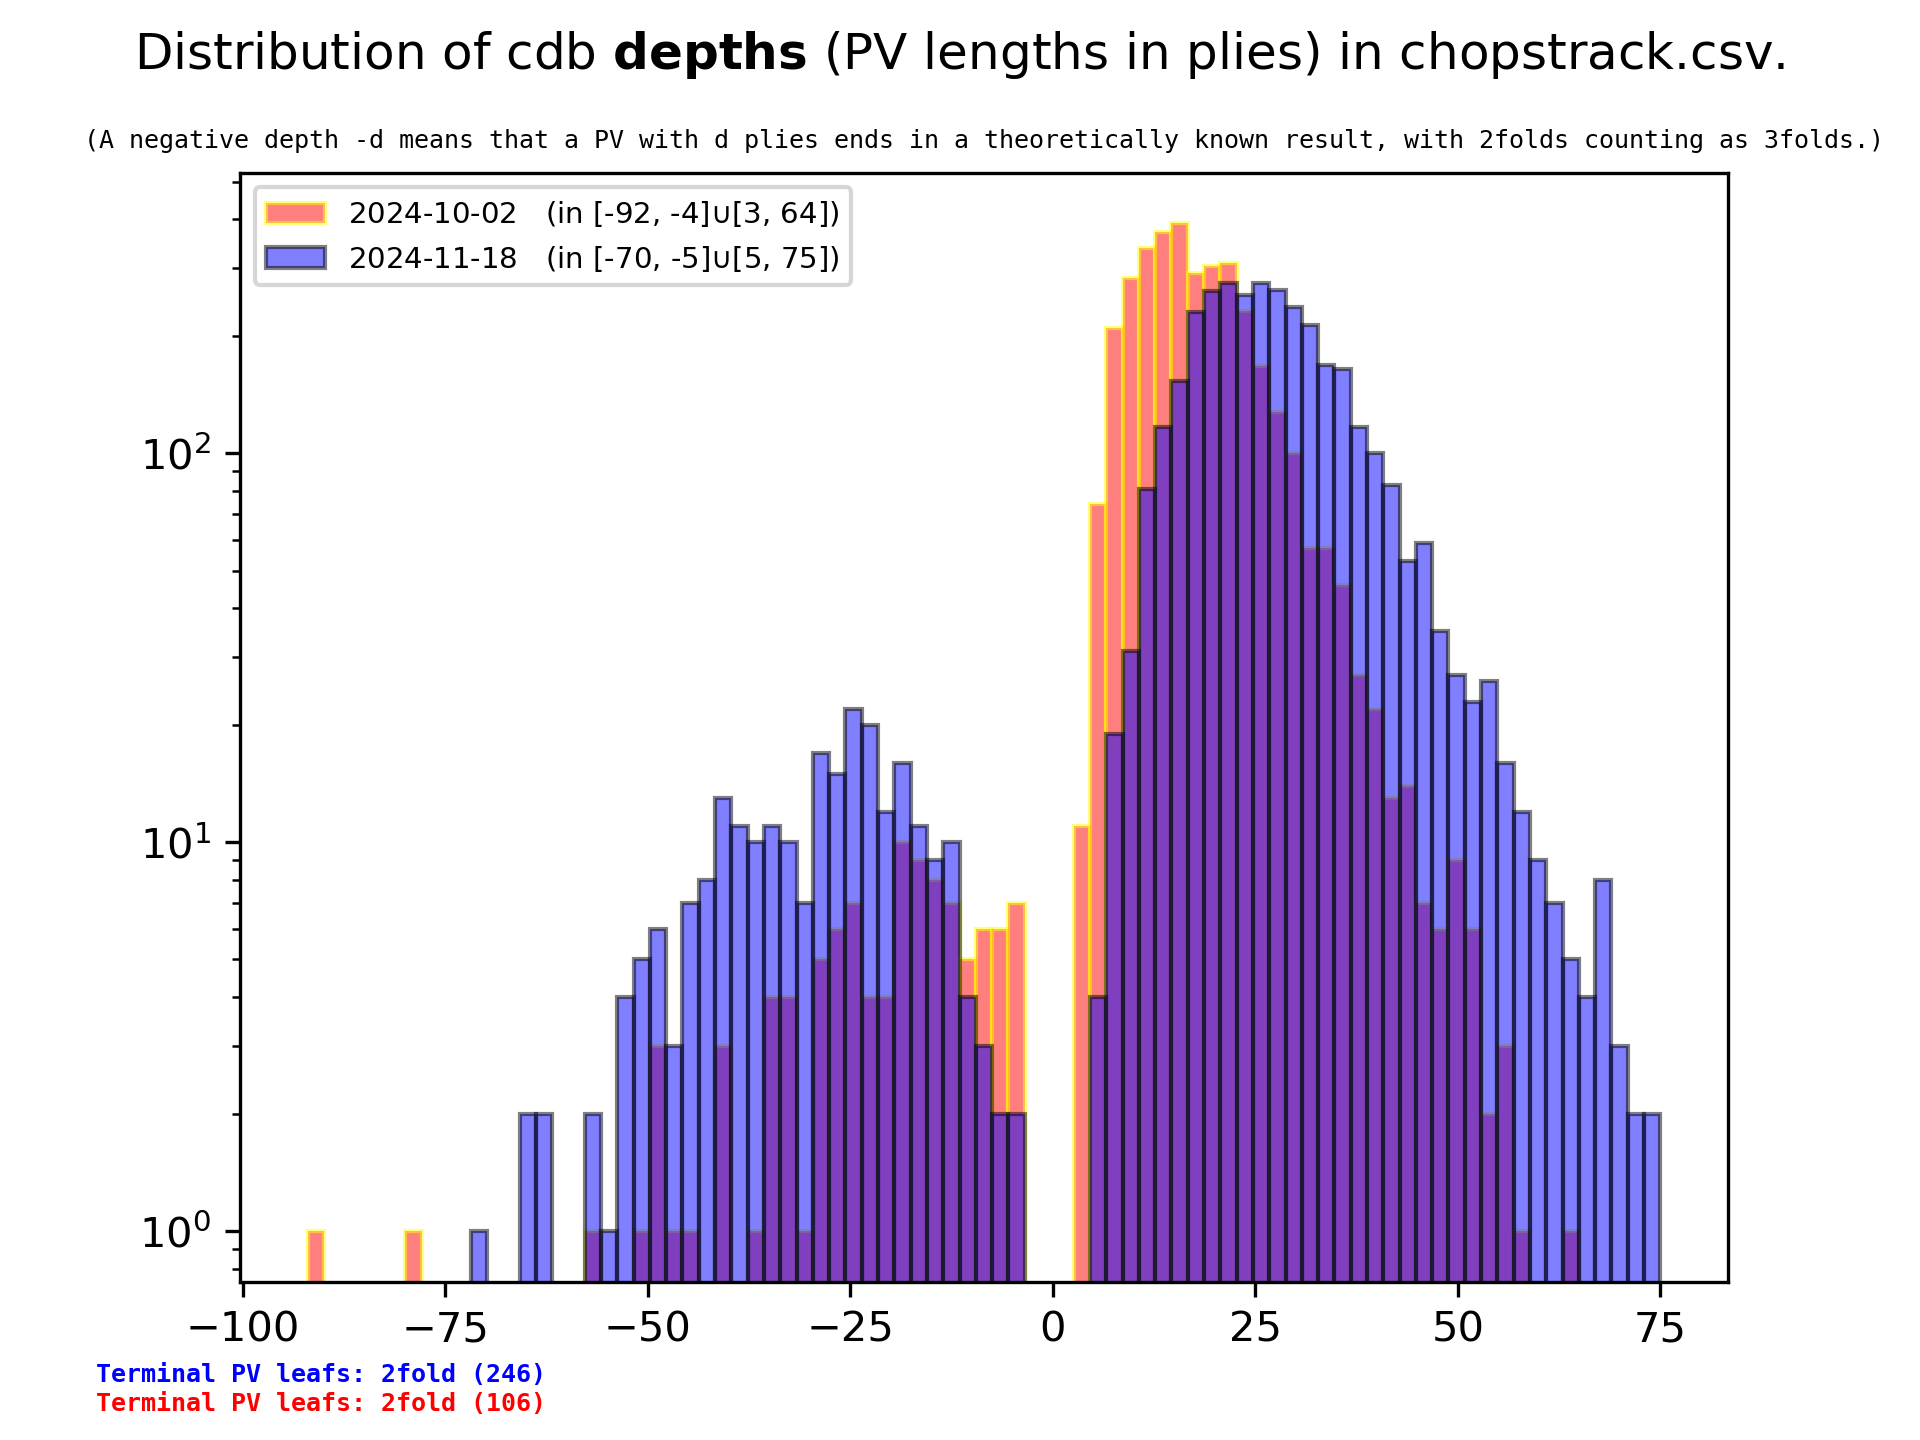 Distribution of cdb depths (PV lengths in plies) in chopstrack.csv.
(A negative depth -d means that a PV with d plies ends in a theoretically known result, with 2folds counting as 3folds.)
2024-10-02 (in [-92, -4]∪[3, 64])
2024-11-18 (in [-70, -5]∪[5, 75])
10²
10¹
10⁰
−100 −75 −50 −25 0 25 50 75
Terminal PV leafs: 2fold (246)
Terminal PV leafs: 2fold (106)